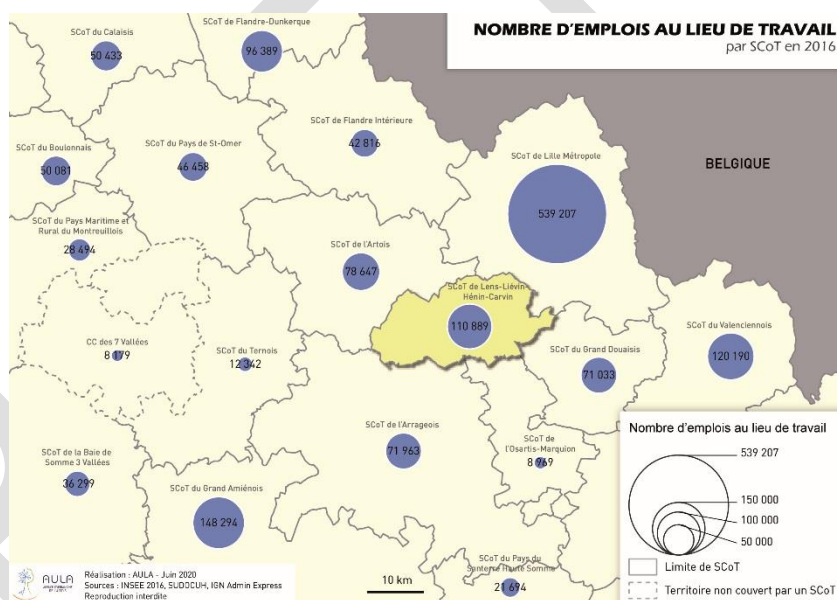 NOMBRE D'EMPLOIS AU LIEU DE TRAVAIL
par SCoT en 2016
SCoT de Flandre-Dunkerque
96 389
SCoT du Calaisis
50 433
SCoT de Flandre Intérieure
42 816
SCoT du Boulonnais
50 081
SCoT du Pays de St-Omer
46 458
SCoT de Lille Métropole
539 207
BELGIQUE
SCoT du Pays Maritime et
Rural du Montreuillois
28 494
SCoT de l'Artois
78 647
SCoT de Lens-Liévin-
Hénin-Carvin
110 889
CC des 7 Vallées
8 179
SCoT du Ternois
12 342
SCoT du Grand Douaisis
71 033
SCoT du Valenciennois
120 190
SCoT de l'Arrageois
71 963
SCoT de
l'Osartis-Marquion
8 969
SCoT de la Baie de
Somme 3 Vallées
36 299
SCoT du Grand Amiénois
148 294
SCoT du Pays du
Santerre Haute Somme
21 694
Nombre d'emplois au lieu de travail
539 207
150 000
100 000
50 000
Limite de SCoT
Territoire non couvert par un SCoT
10 km
AULA
Réalisation : AULA - Juin 2020
Sources : INSEE 2016, SUDOCUH, IGN Admin Express
Reproduction interdite